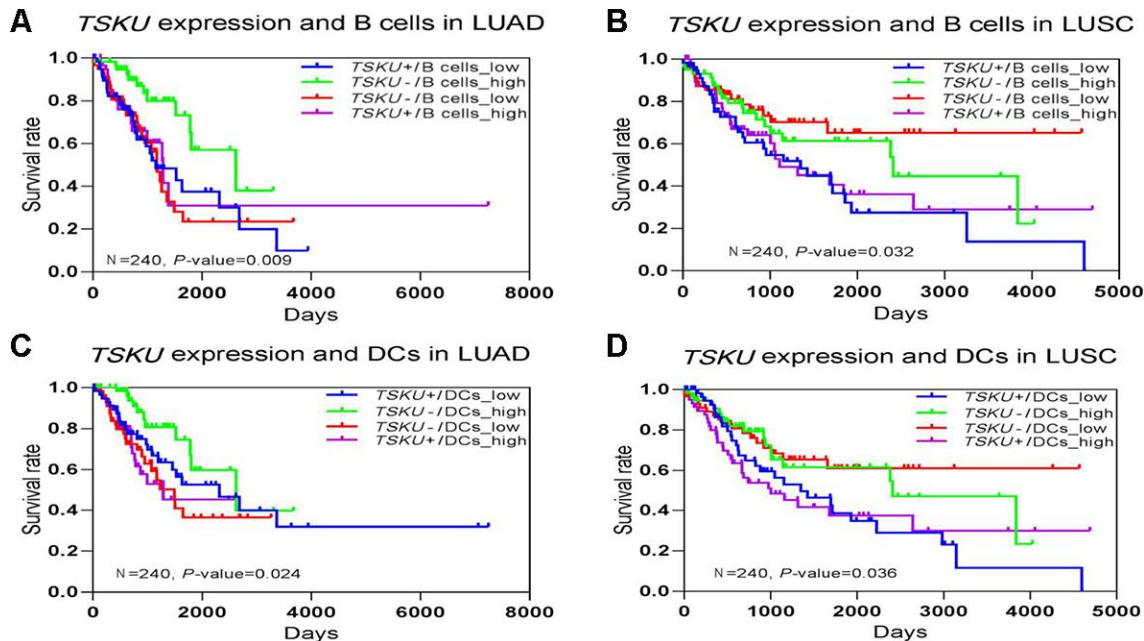 A
TSKU expression and B cells in LUAD
Survival rate
1.0
0.8
0.6
0.4
0.2
0.0
TSKU+/B cells_low
TSKU-/B cells_high
TSKU-/B cells_low
TSKU+/B cells_high
N=240, P-value=0.009
0 2000 4000 6000 8000
Days
B
TSKU expression and B cells in LUSC
Survival rate
1.0
0.8
0.6
0.4
0.2
0.0
TSKU+/B cells_low
TSKU-/B cells_high
TSKU-/B cells_low
TSKU+/B cells_high
N=240, P-value=0.032
0 1000 2000 3000 4000 5000
Days
C
TSKU expression and DCs in LUAD
Survival rate
1.0
0.8
0.6
0.4
0.2
0.0
TSKU+/DCs_low
TSKU-/DCs_high
TSKU-/DCs_low
TSKU+/DCs_high
N=240, P-value=0.024
0 2000 4000 6000 8000
Days
D
TSKU expression and DCs in LUSC
Survival rate
1.0
0.8
0.6
0.4
0.2
0.0
TSKU+/DCs_low
TSKU-/DCs_high
TSKU-/DCs_low
TSKU+/DCs_high
N=240, P-value=0.036
0 1000 2000 3000 4000 5000
Days